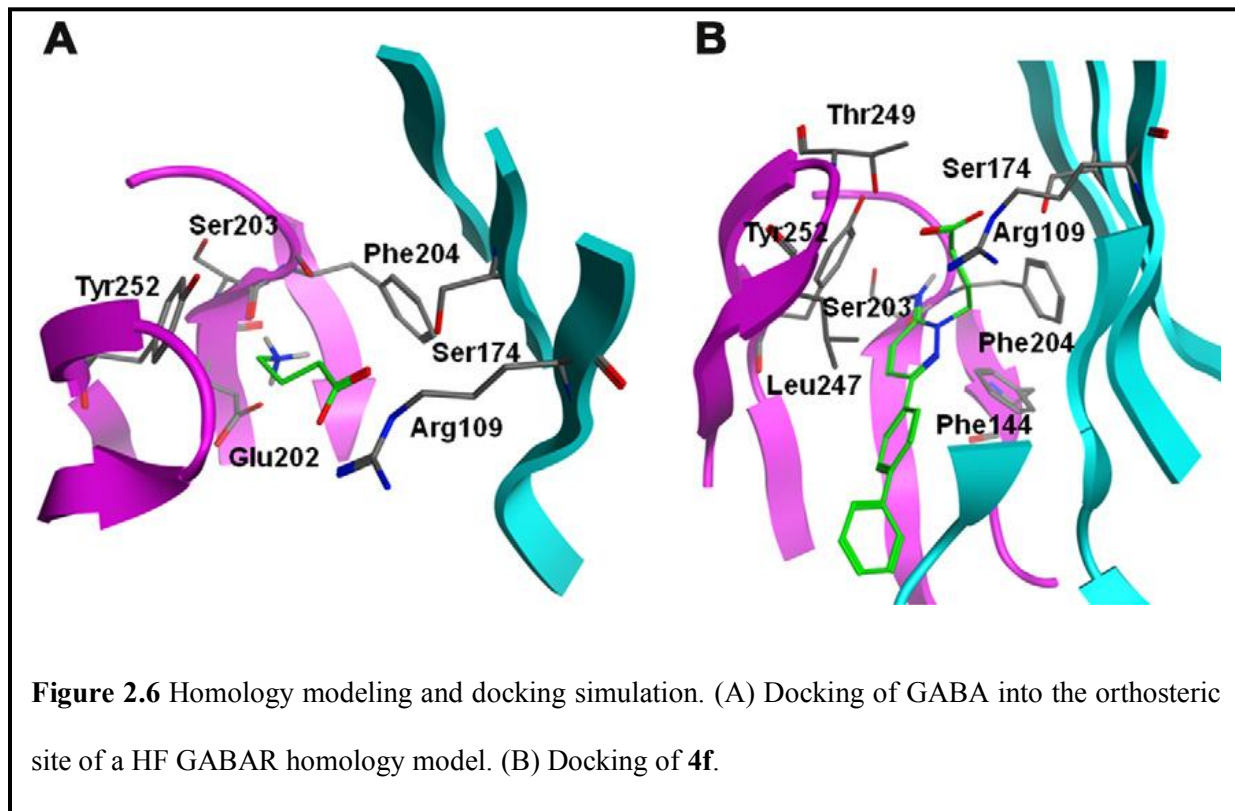 A
Ser203
Phe204
Tyr252
Ser174
Arg109
Glu202
B
Thr249
Ser174
Tyr252
Arg109
Ser203
Phe204
Leu247
Phe144
Figure 2.6 Homology modeling and docking simulation. (A) Docking of GABA into the orthosteric
site of a HF GABAR homology model. (B) Docking of 4f.